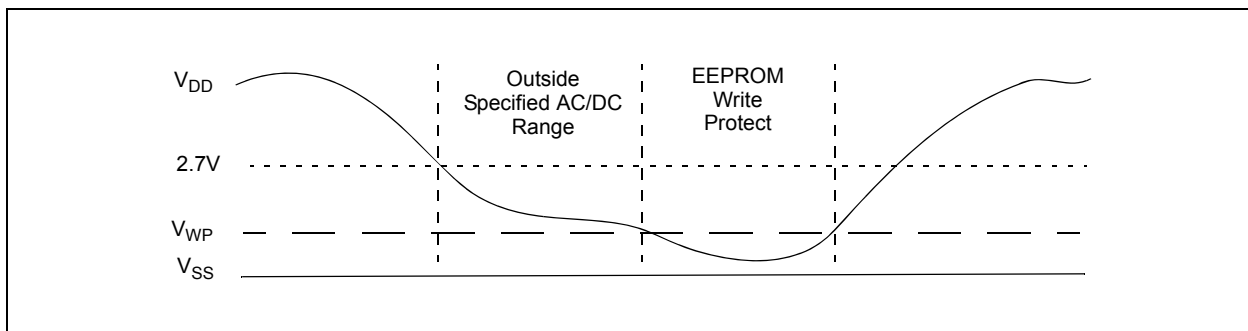 V_DD
Outside
Specified AC/DC
Range
EEPROM
Write
Protect
2.7V
V_WP
V_SS